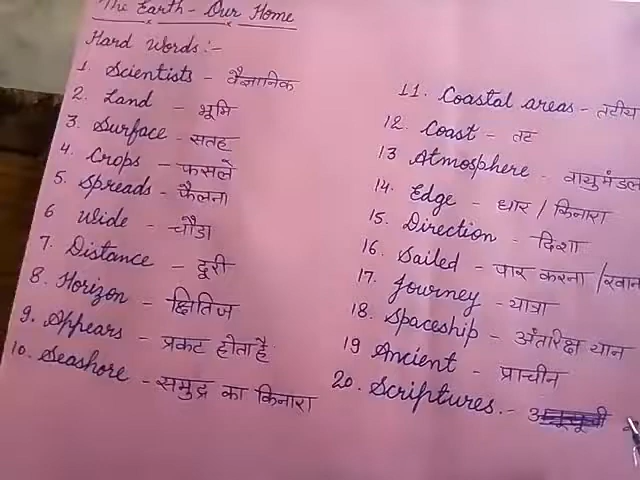 The Earth - Our Home
Hard Words:-
1. Scientists - वैज्ञानिक
2. Land - भूमि
3. Surface - सतह
4. Crops - फसलें
5. Spreads - फैलना
6 Wide - चौड़ा
7. Distance - दूरी
8. Horizon - क्षितिज
9. Appears - प्रकट होता है
10. Seashore - समुद्र का किनारा
11. Coastal areas - तटीय
12. Coast - तट
13 Atmosphere - वायुमंडल
14. Edge - धार / किनारा
15. Direction - दिशा
16. Sailed - पार करना /
17. Journey - यात्रा
18. Spaceship - अंतरिक्ष यान
19 Ancient - प्राचीन
20. Scriptures. -